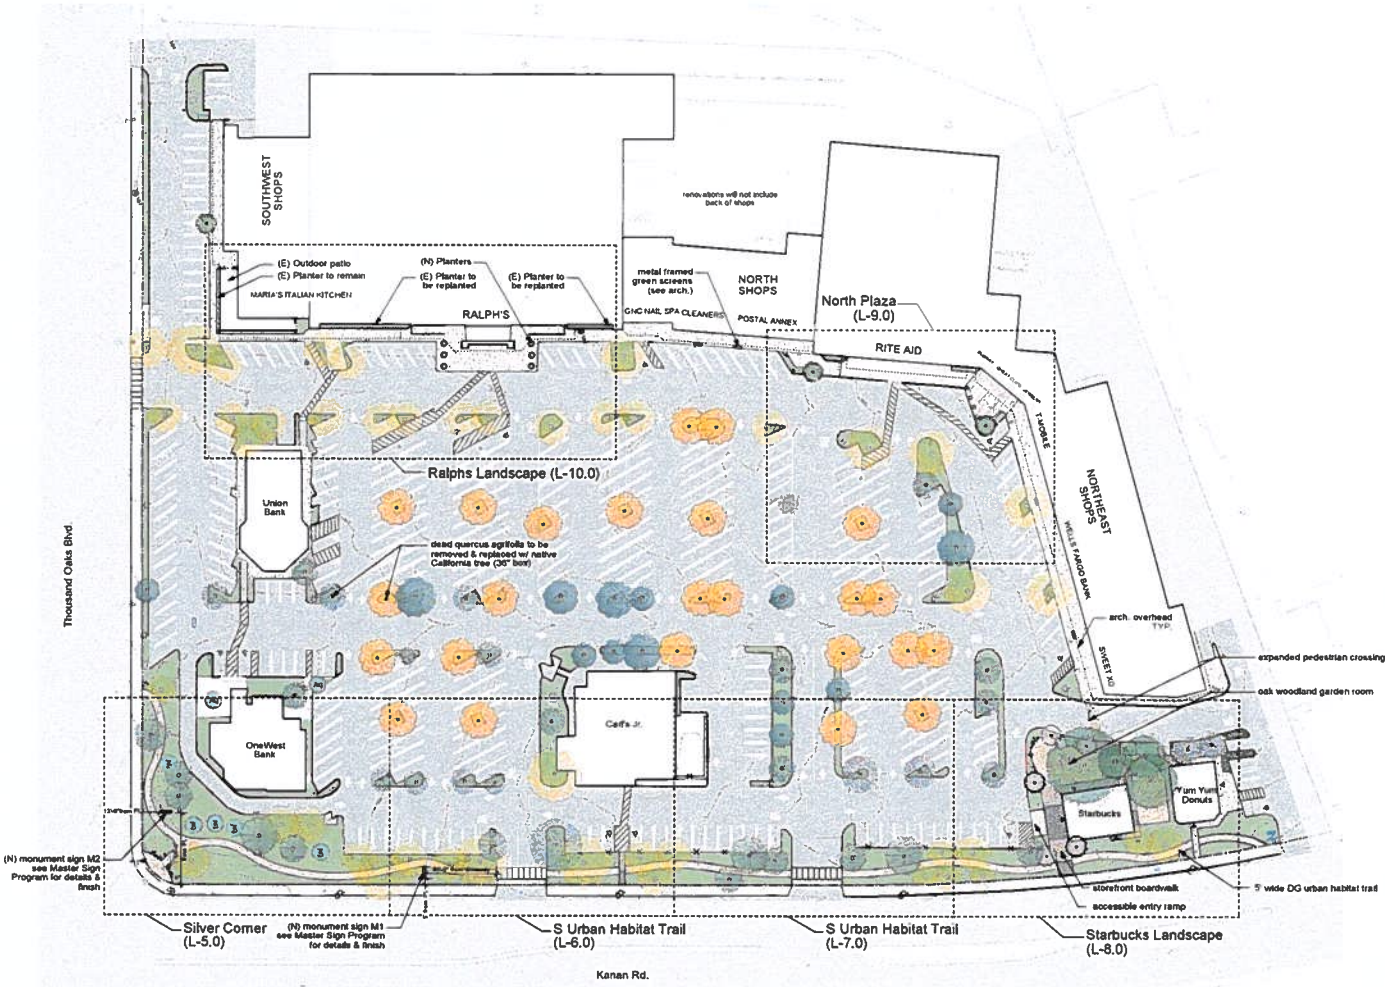 SOUTHWEST
SHOPS
renovations will not include
back of shops
(E) Outdoor patio
(E) Planter to remain
MARIA'S ITALIAN KITCHEN
(N) Planters
(E) Planter to
be replanted
(E) Planter to
be replanted
RALPH'S
metal framed
green screens
(see arch.)
NORTH
SHOPS
GNC NAIL SPA CLEANERS
POSTAL ANNEX
North Plaza
(L-9.0)
RITE AID
T-MOBILE
NORTHEAST
SHOPS
WELLS FARGO BANK
Ralphs Landscape (L-10.0)
Union
Bank
dead quercus agrifolia to be
removed & replaced w/ native
California tree (36" box)
Thousand Oaks Blvd.
arch. overhead
TYP.
SWEET XO
expanded pedestrian crossing
oak woodland garden room
OneWest
Bank
Carl's Jr.
Starbucks
Yum Yum
Donuts
(N) monument sign M2
see Master Sign
Program for details &
finish
storefront boardwalk
accessible entry ramp
5' wide DG urban habitat trail
Silver Corner
(L-5.0)
(N) monument sign M1
see Master Sign Program
for details & finish
S Urban Habitat Trail
(L-6.0)
S Urban Habitat Trail
(L-7.0)
Starbucks Landscape
(L-8.0)
Kanan Rd.